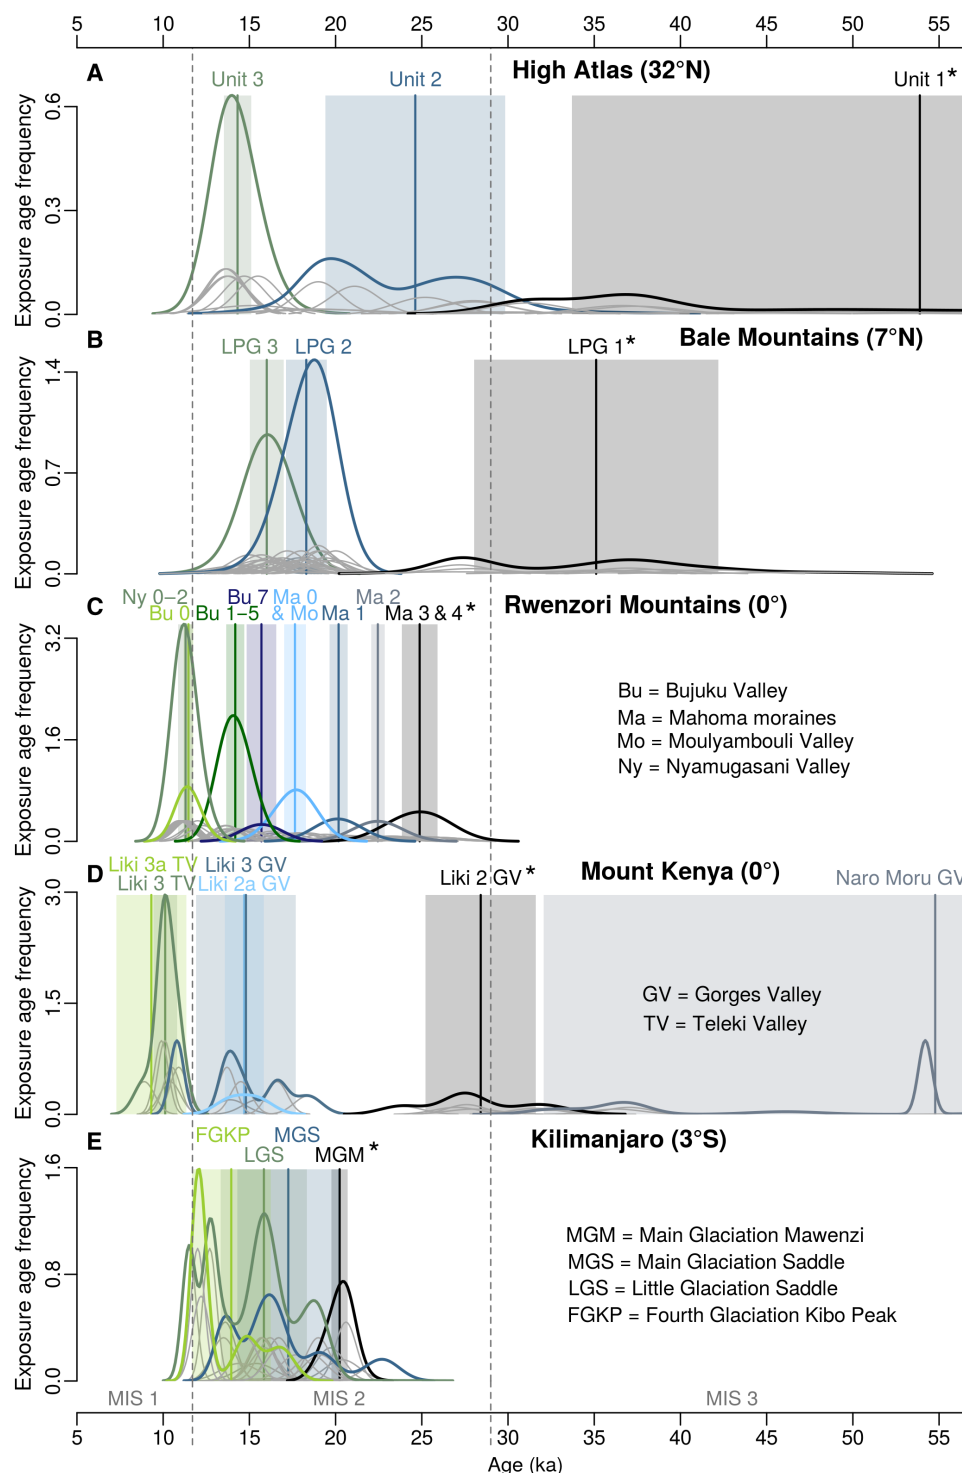 5 10 15 20 25 30 35 40 45 50 55
A
High Atlas (32°N)
Unit 3 Unit 2 Unit 1*
Exposure age frequency
0.6
0.3
0.0
B
Bale Mountains (7°N)
LPG 3 LPG 2 LPG 1*
Exposure age frequency
1.4
0.7
0.0
C
Rwenzori Mountains (0°)
Ny 0–2 Bu 7 Ma 0 Ma 2
Bu 0 Bu 1–5 & Mo Ma 1 Ma 3 & 4*
Exposure age frequency
3.2
1.6
0.0
Bu = Bujuku Valley
Ma = Mahoma moraines
Mo = Moulyambouli Valley
Ny = Nyamugasani Valley
D
Mount Kenya (0°)
Liki 3a TV Liki 3 GV
Liki 3 TV Liki 2a GV Liki 2 GV* Naro Moru GV
Exposure age frequency
3.0
1.5
0.0
GV = Gorges Valley
TV = Teleki Valley
E
Kilimanjaro (3°S)
FGKP MGS
LGS MGM*
Exposure age frequency
1.6
0.8
0.0
MGM = Main Glaciation Mawenzi
MGS = Main Glaciation Saddle
LGS = Little Glaciation Saddle
FGKP = Fourth Glaciation Kibo Peak
MIS 1 MIS 2 MIS 3
5 10 15 20 25 30 35 40 45 50 55
Age (ka)